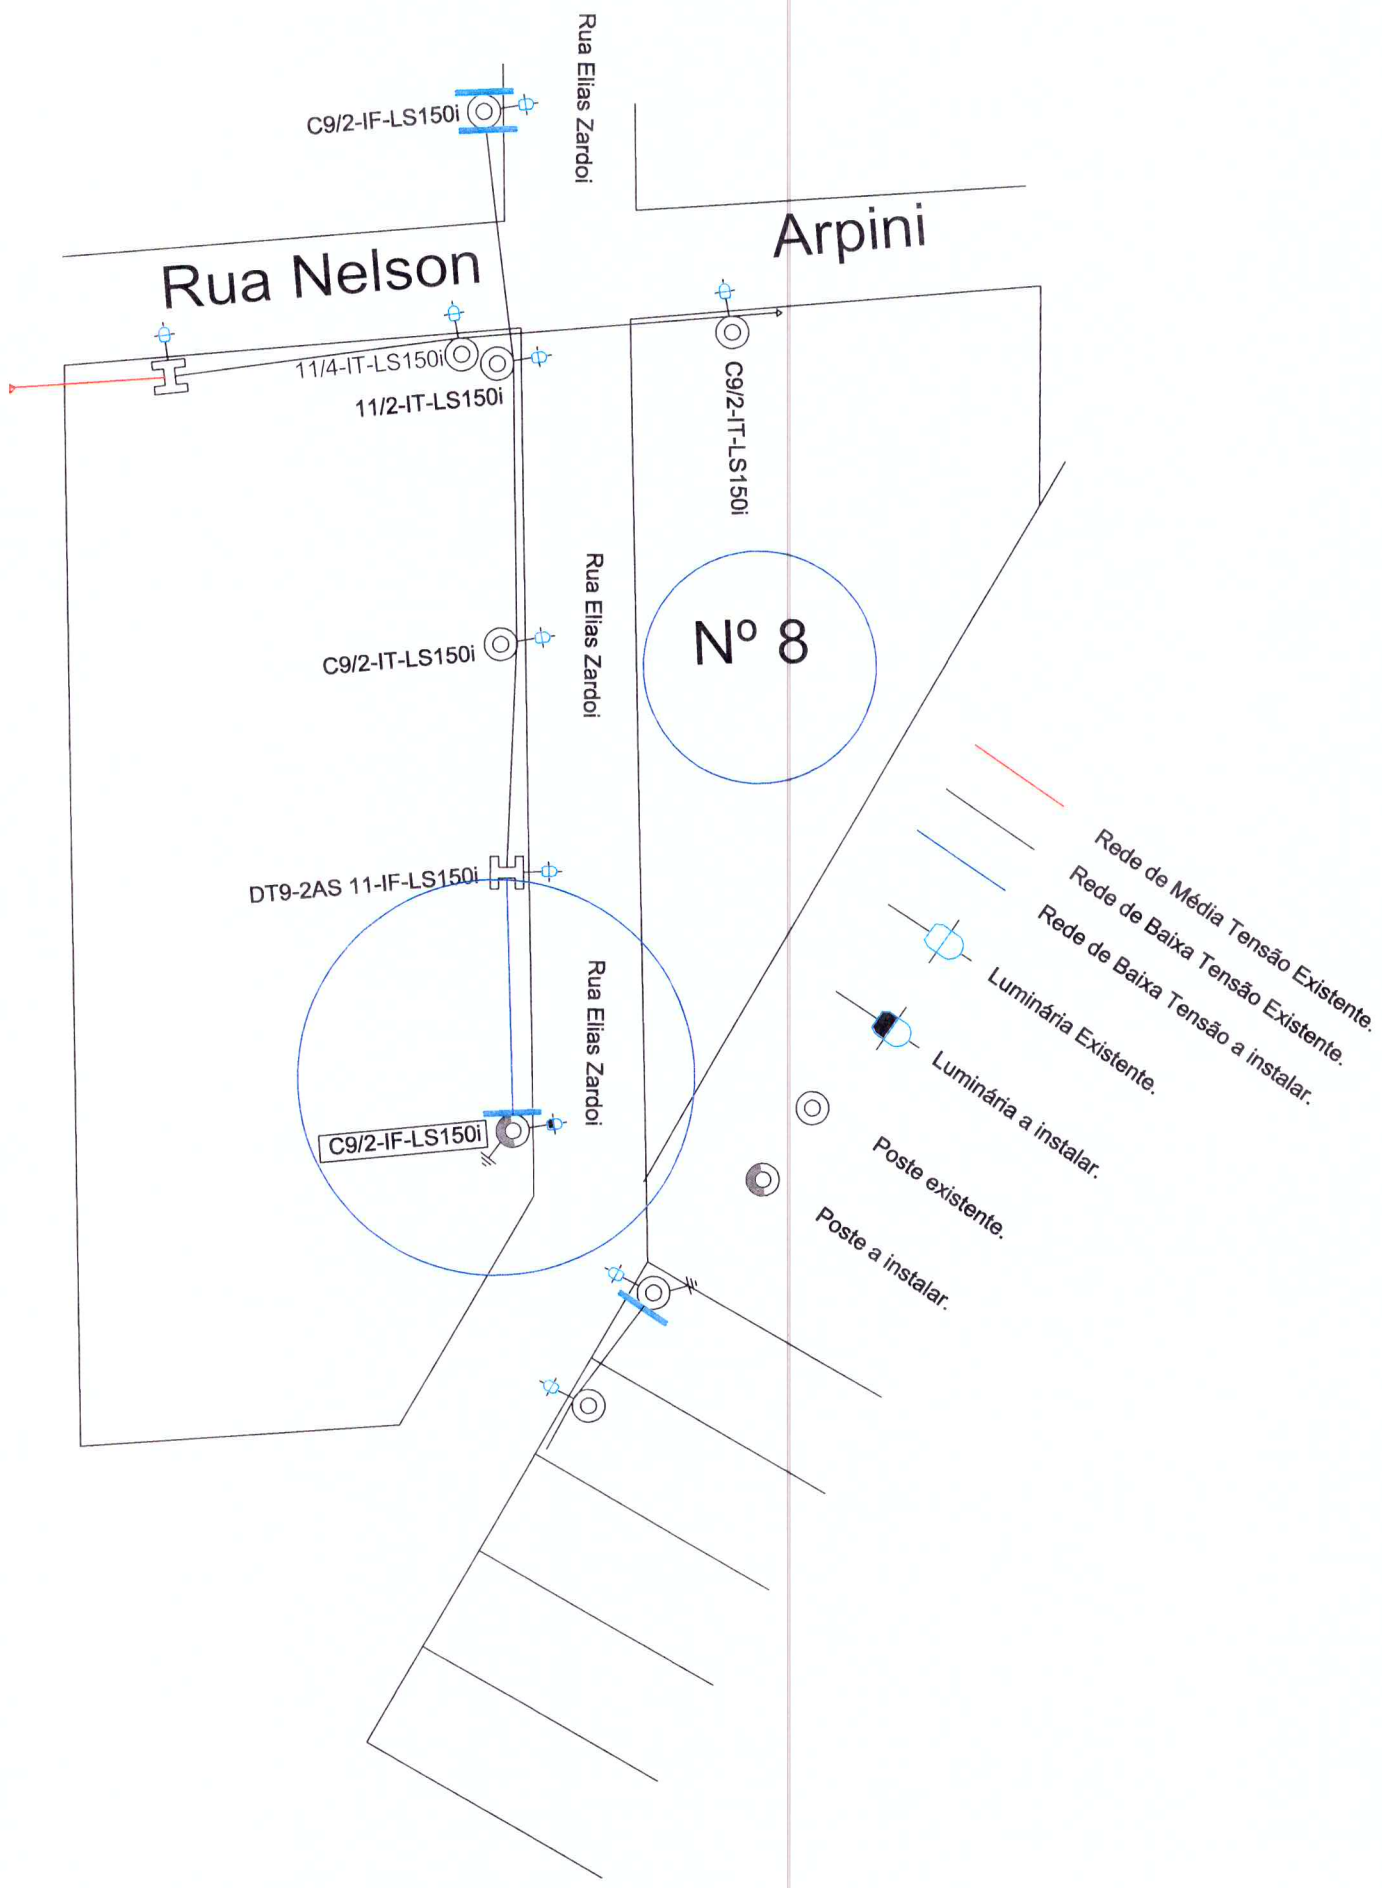 Rua Elias Zardoi
C9/2-IF-LS150i
Arpini
Rua Nelson
11/4-IT-LS150i
11/2-IT-LS150i
C9/2-IT-LS150i
Rua Elias Zardoi
Nº 8
C9/2-IT-LS150i
DT9-2AS 11-IF-LS150i
Rua Elias Zardoi
C9/2-IF-LS150i
Rede de Média Tensão Existente.
Rede de Baixa Tensão Existente.
Rede de Baixa Tensão a instalar.
Luminária Existente.
Luminária a instalar.
Poste existente.
Poste a instalar.